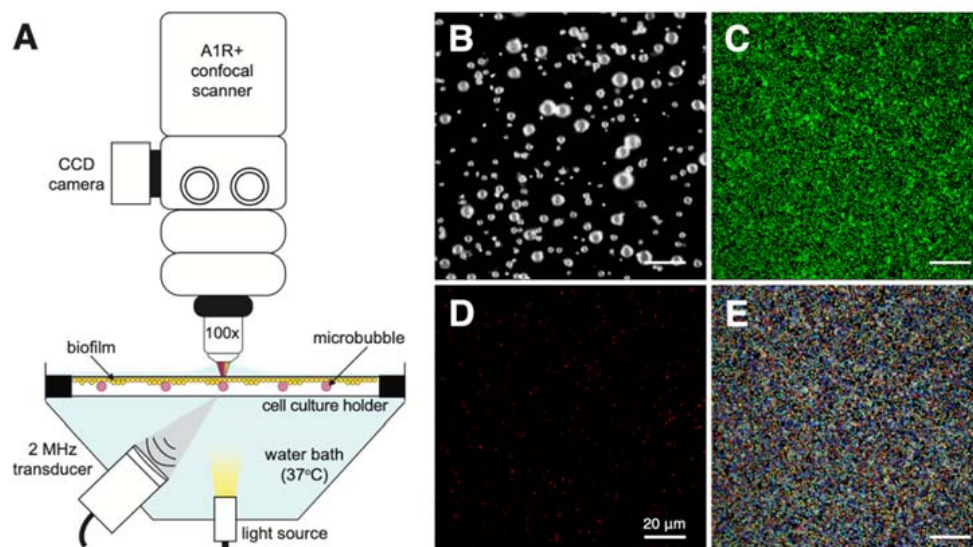 A
A1R+
confocal
scanner
CCD
camera
100x
biofilm
microbubble
cell culture holder
2 MHz
transducer
water bath
(37°C)
light source
B
C
D
20 µm
E